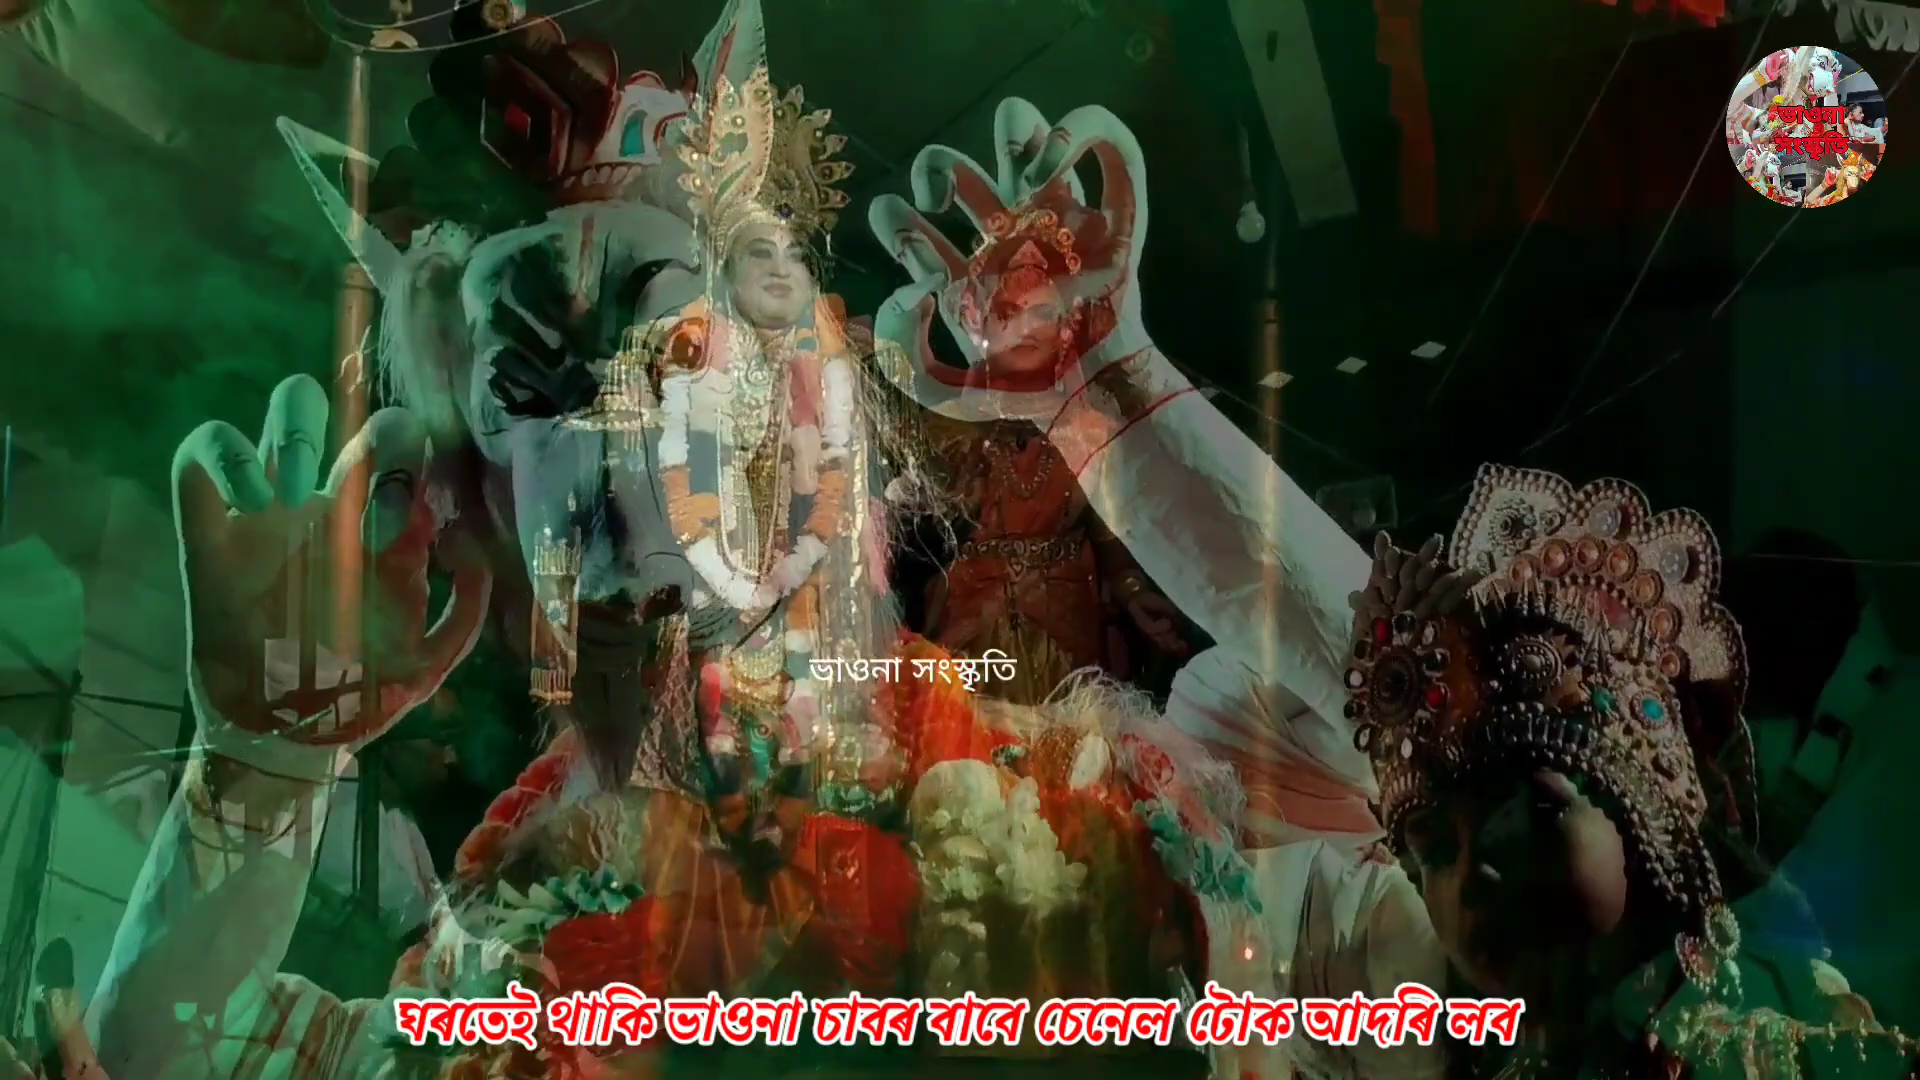 ভাওনা
সংস্কৃতি
ভাওনা সংস্কৃতি
ঘৰতেই থাকি ভাওনা চাবৰ বাবে চেনেল টোক আদৰি লব